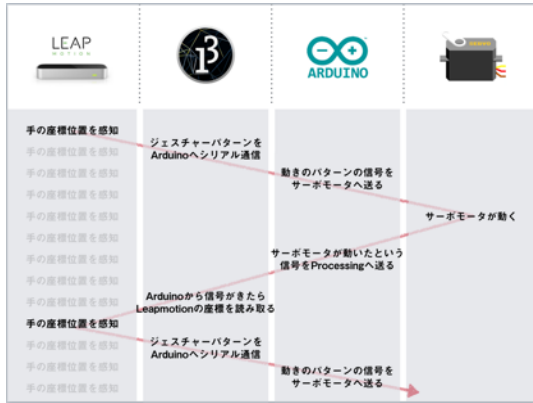 LEAP
MOTION
3
ARDUINO
手の座標位置を感知
手の座標位置を感知
手の座標位置を感知
手の座標位置を感知
手の座標位置を感知
手の座標位置を感知
手の座標位置を感知
手の座標位置を感知
手の座標位置を感知
手の座標位置を感知
手の座標位置を感知
手の座標位置を感知
手の座標位置を感知
ジェスチャーパターンを
Arduinoへシリアル通信
動きのパターンの信号を
サーボモータへ送る
サーボモータが動く
サーボモータが動いたという
信号をProcessingへ送る
Arduinoから信号がきたら
Leapmotionの座標を読み取る
ジェスチャーパターンを
Arduinoへシリアル通信
動きのパターンの信号を
サーボモータへ送る